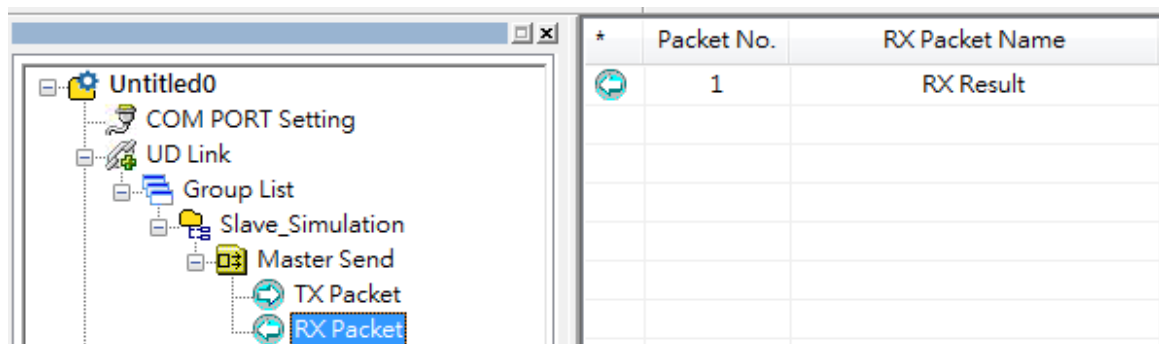 * Packet No. RX Packet Name
1 RX Result
Untitled0
COM PORT Setting
UD Link
Group List
Slave_Simulation
Master Send
TX Packet
RX Packet